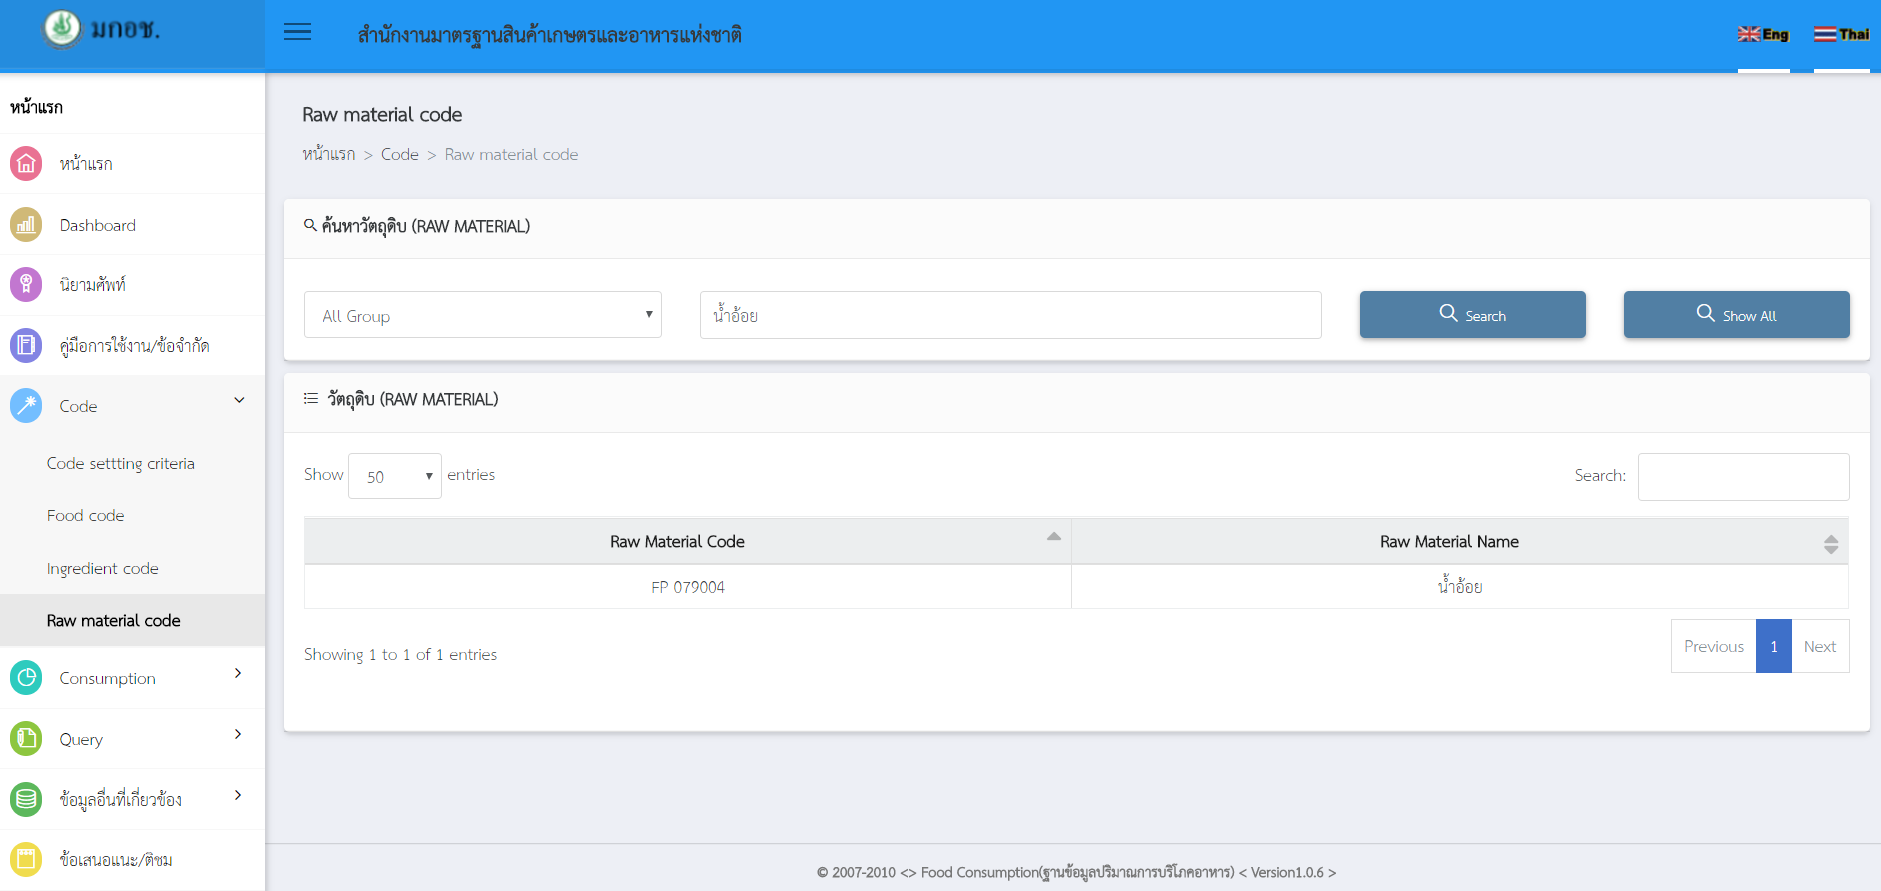 มกอช.
สำนักงานมาตรฐานสินค้าเกษตรและอาหารแห่งชาติ
Eng
Thai
หน้าแรก
หน้าแรก
Dashboard
นิยามศัพท์
คู่มือการใช้งาน/ข้อจำกัด
Code
Code settting criteria
Food code
Ingredient code
Raw material code
Consumption
Query
ข้อมูลอื่นที่เกี่ยวข้อง
ข้อเสนอแนะ/ติชม
Raw material code
หน้าแรก > Code > Raw material code
ค้นหาวัตถุดิบ (RAW MATERIAL)
All Group
น้ำอ้อย
Search
Show All
วัตถุดิบ (RAW MATERIAL)
Show 50 entries
Search:
Raw Material Code Raw Material Name
FP 079004 น้ำอ้อย
Showing 1 to 1 of 1 entries
Previous 1 Next
© 2007-2010 <> Food Consumption(ฐานข้อมูลปริมาณการบริโภคอาหาร) < Version1.0.6 >